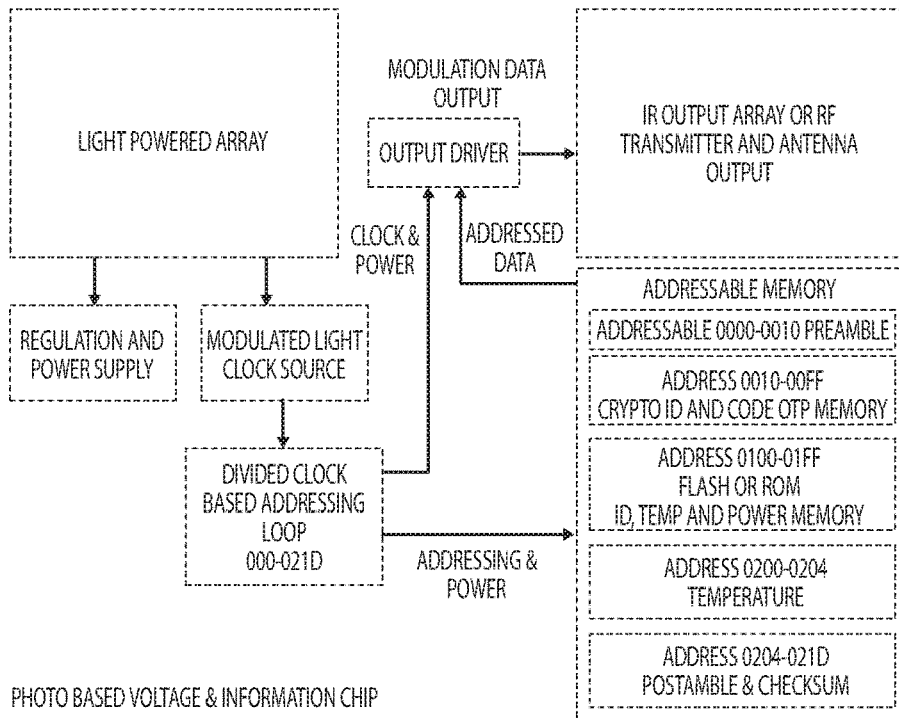 LIGHT POWERED ARRAY
MODULATION DATA
OUTPUT
OUTPUT DRIVER
IR OUTPUT ARRAY OR RF
TRANSMITTER AND ANTENNA
OUTPUT
CLOCK &
POWER
ADDRESSED
DATA
REGULATION AND
POWER SUPPLY
MODULATED LIGHT
CLOCK SOURCE
DIVIDED CLOCK
BASED ADDRESSING
LOOP
000-021D
ADDRESSING &
POWER
ADDRESSABLE MEMORY
ADDRESSABLE 0000-0010 PREAMBLE
ADDRESS 0010-00FF
CRYPTO ID AND CODE OTP MEMORY
ADDRESS 0100-01FF
FLASH OR ROM
ID, TEMP AND POWER MEMORY
ADDRESS 0200-0204
TEMPERATURE
ADDRESS 0204-021D
POSTAMBLE & CHECKSUM
PHOTO BASED VOLTAGE & INFORMATION CHIP